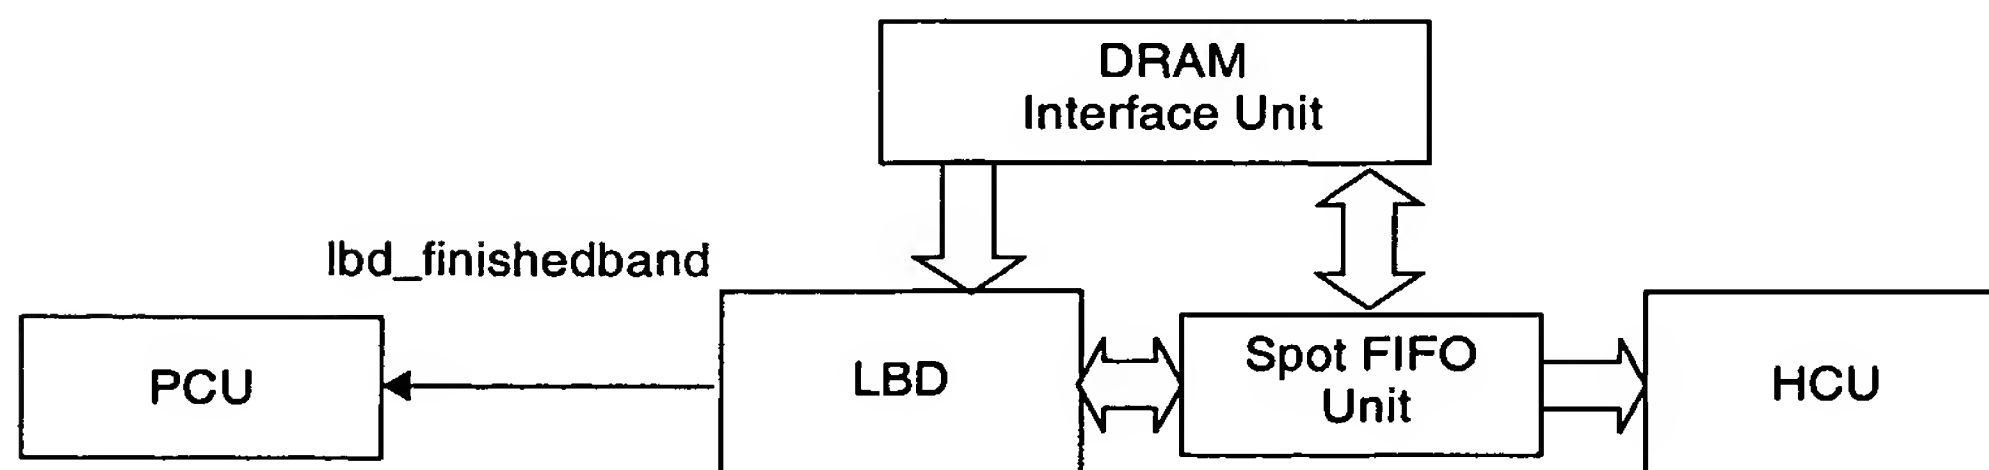 DRAM
Interface Unit
lbd_finishedband
PCU
LBD
Spot FIFO
Unit
HCU